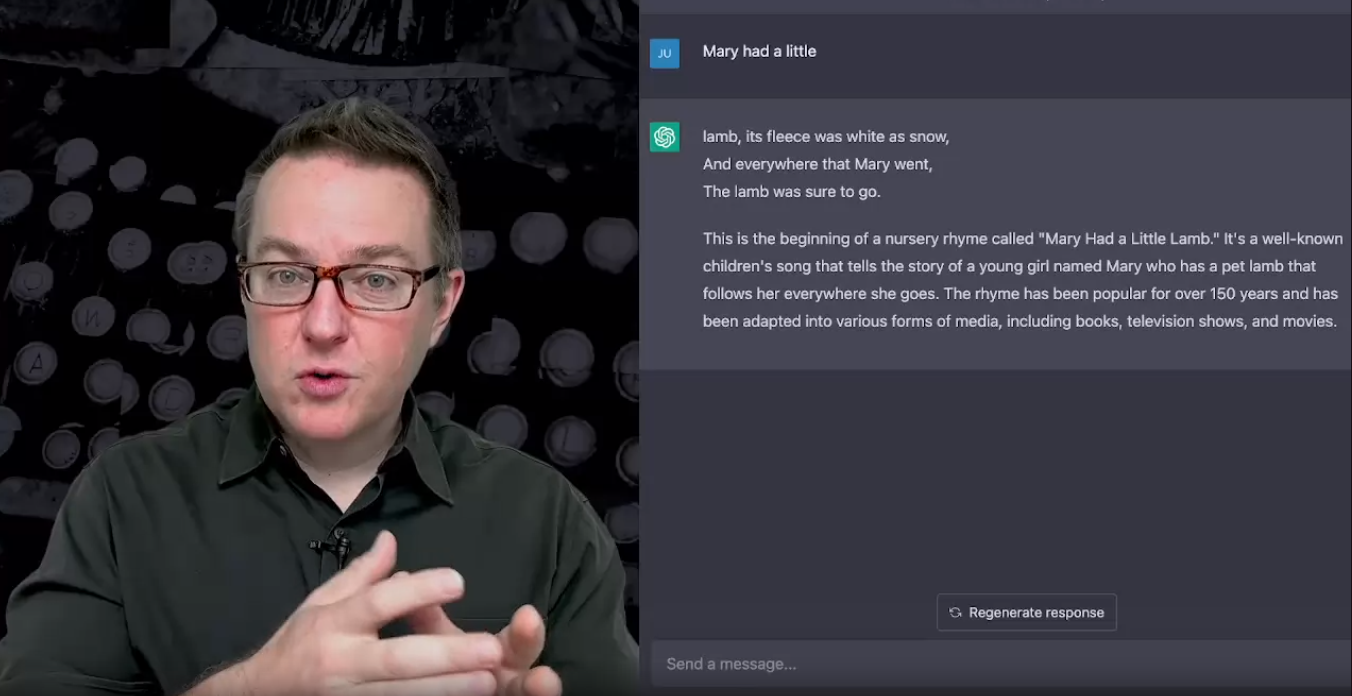 JU
Mary had a little
lamb, its fleece was white as snow,
And everywhere that Mary went,
The lamb was sure to go.
This is the beginning of a nursery rhyme called "Mary Had a Little Lamb." It's a well-known
children's song that tells the story of a young girl named Mary who has a pet lamb that
follows her everywhere she goes. The rhyme has been popular for over 150 years and has
been adapted into various forms of media, including books, television shows, and movies.
Regenerate response
Send a message...